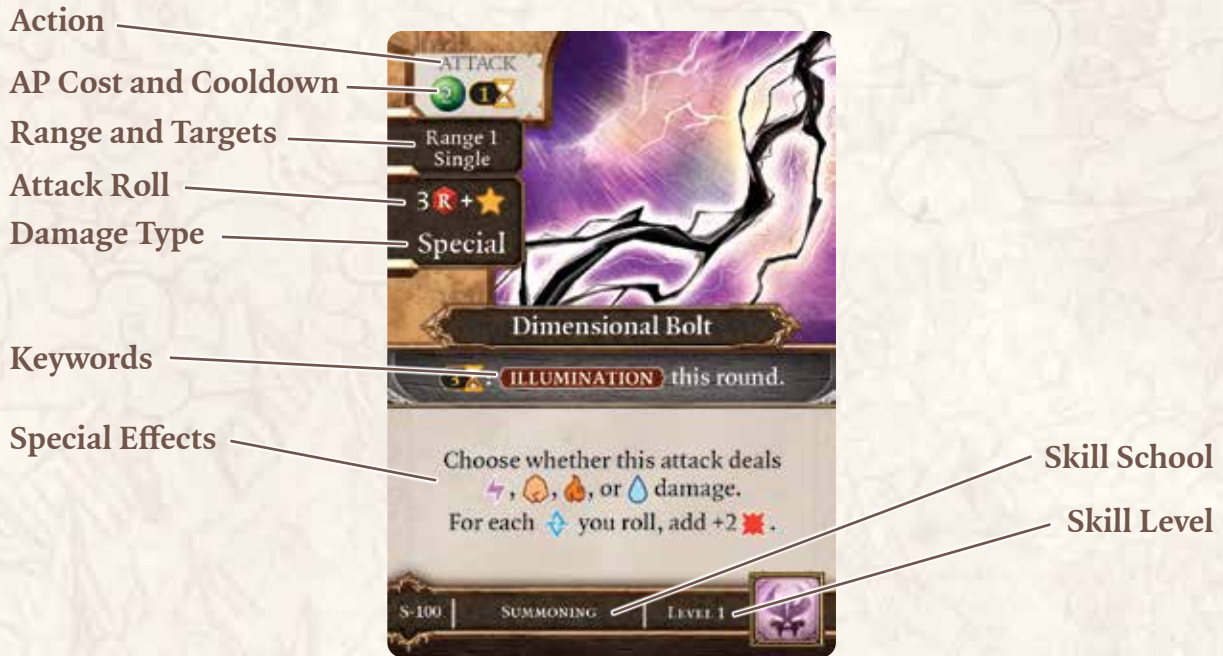 Action
AP Cost and Cooldown
Range and Targets
Attack Roll
Damage Type
Keywords
Special Effects
ATTACK
2 1
Range 1
Single
3 R +
Special
Dimensional Bolt
3 : ILLUMINATION this round.
Choose whether this attack deals
, , , or damage.
For each you roll, add +2 .
S-100 SUMMONING LEVEL 1
Skill School
Skill Level